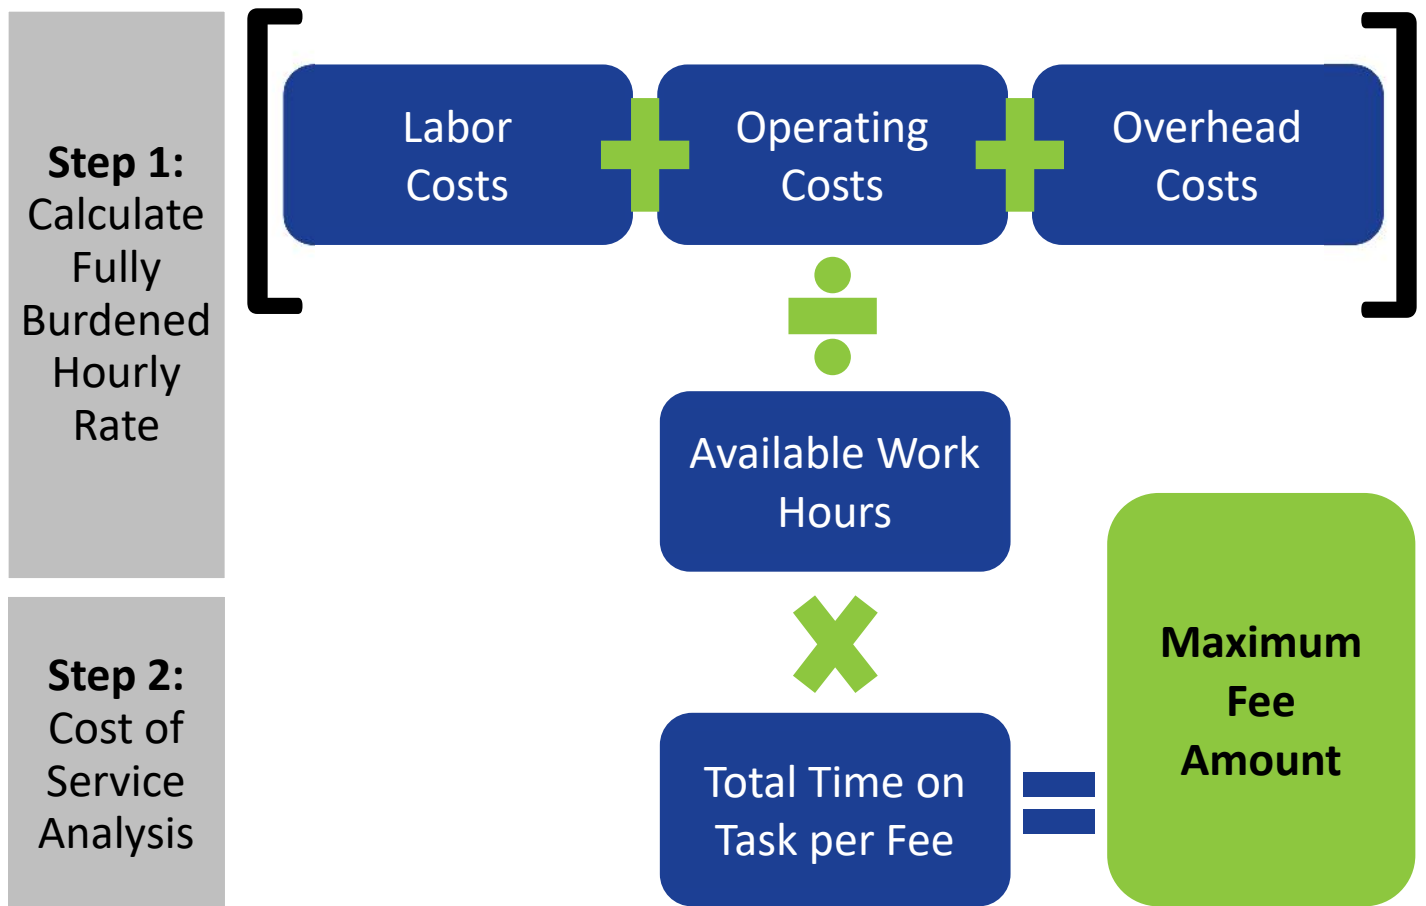 Step 1:
Calculate
Fully
Burdened
Hourly
Rate
Labor
Costs
Operating
Costs
Overhead
Costs
Available Work
Hours
Step 2:
Cost of
Service
Analysis
Total Time on
Task per Fee
Maximum
Fee
Amount